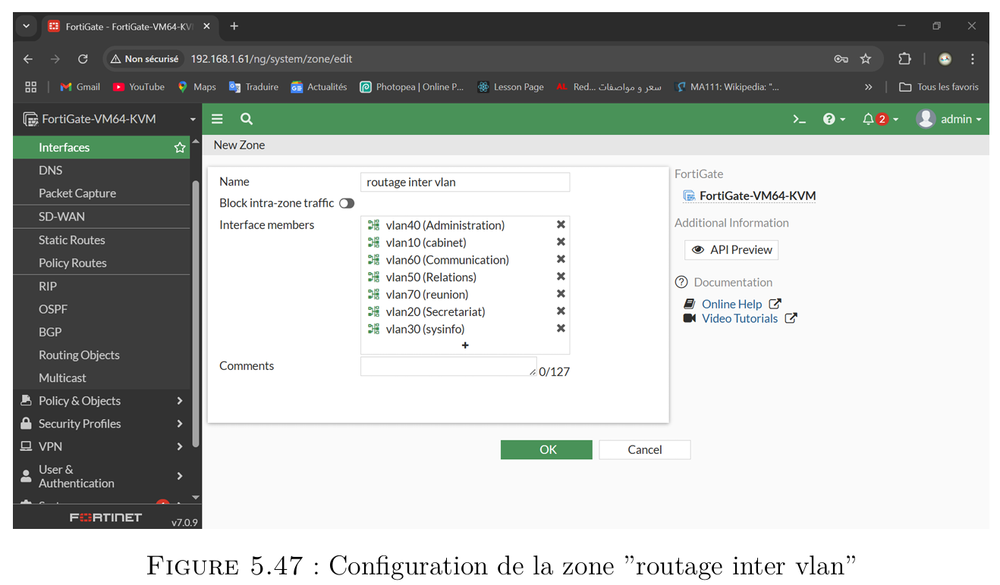 FortiGate - FortiGate-VM64-KV
Non sécurisé 192.168.1.61/ng/system/zone/edit
Gmail YouTube Maps Traduire Actualités Photopea | Online P... Lesson Page Red... سعر و مواصفات MA111: Wikipedia: "... » Tous les favoris
FortiGate-VM64-KVM
>_ ? 2 admin
Interfaces
DNS
Packet Capture
SD-WAN
Static Routes
Policy Routes
RIP
OSPF
BGP
Routing Objects
Multicast
Policy & Objects
Security Profiles
VPN
User &
Authentication
FORTINET v7.0.9
New Zone
Name routage inter vlan
Block intra-zone traffic
Interface members
vlan40 (Administration)
vlan10 (cabinet)
vlan60 (Communication)
vlan50 (Relations)
vlan70 (reunion)
vlan20 (Secretariat)
vlan30 (sysinfo)
+
Comments 0/127
OK Cancel
FortiGate
FortiGate-VM64-KVM
Additional Information
API Preview
Documentation
Online Help
Video Tutorials
FIGURE 5.47 : Configuration de la zone ”routage inter vlan”